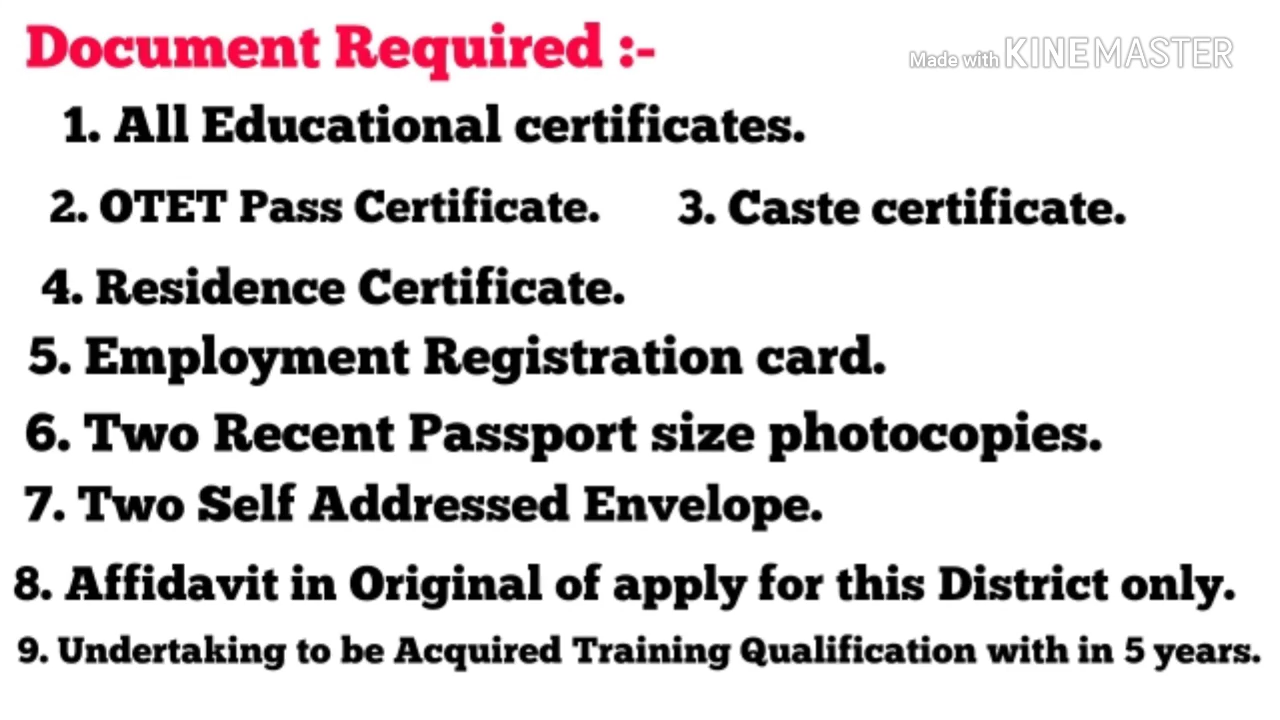 Document Required :-
Made with KINEMASTER
1. All Educational certificates.
2. OTET Pass Certificate. 3. Caste certificate.
4. Residence Certificate.
5. Employment Registration card.
6. Two Recent Passport size photocopies.
7. Two Self Addressed Envelope.
8. Affidavit in Original of apply for this District only.
9. Undertaking to be Acquired Training Qualification with in 5 years.